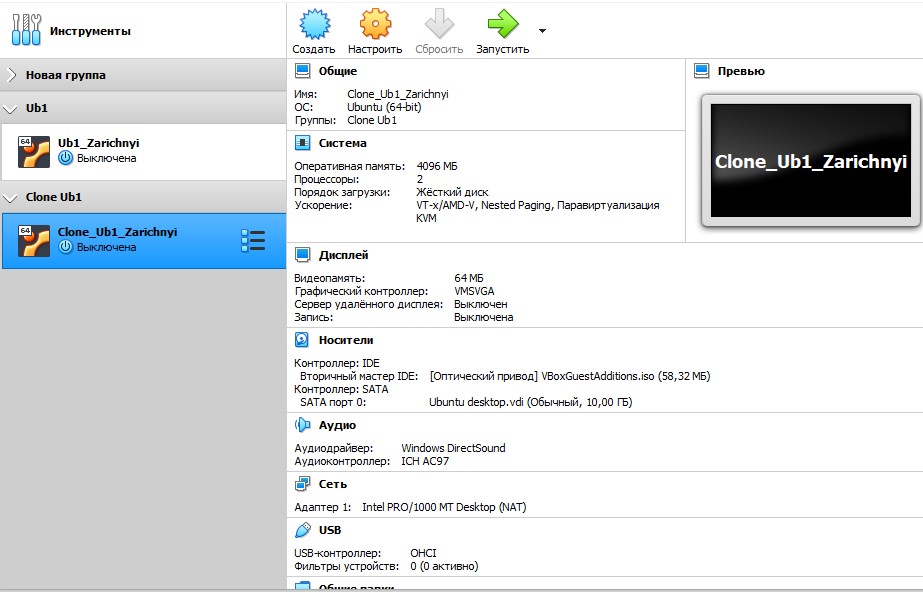 Инструменты
Создать Настроить Сбросить Запустить
Новая группа
Ub1
64
Ub1_Zarichnyi
Выключена
Clone Ub1
64
Clone_Ub1_Zarichnyi
Выключена
Общие
Имя: Clone_Ub1_Zarichnyi
ОС: Ubuntu (64-bit)
Группы: Clone Ub1
Превью
Clone_Ub1_Zarichnyi
Система
Оперативная память: 4096 МБ
Процессоры: 2
Порядок загрузки: Жёсткий диск
Ускорение: VT-x/AMD-V, Nested Paging, Паравиртуализация
KVM
Дисплей
Видеопамять: 64 МБ
Графический контроллер: VMSVGA
Сервер удалённого дисплея: Выключен
Запись: Выключена
Носители
Контроллер: IDE
Вторичный мастер IDE: [Оптический привод] VBoxGuestAdditions.iso (58,32 МБ)
Контроллер: SATA
SATA порт 0: Ubuntu desktop.vdi (Обычный, 10,00 ГБ)
Аудио
Аудиодрайвер: Windows DirectSound
Аудиоконтроллер: ICH AC97
Сеть
Адаптер 1: Intel PRO/1000 MT Desktop (NAT)
USB
USB-контроллер: OHCI
Фильтры устройств: 0 (0 активно)
Общие папки